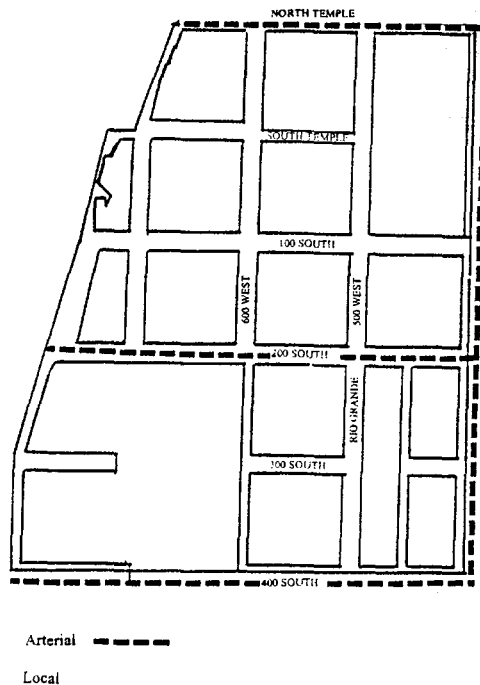 NORTH TEMPLE
SOUTH TEMPLE
100 SOUTH
600 WEST
500 WEST
200 SOUTH
RIO GRANDE
300 SOUTH
400 SOUTH
Arterial
Local